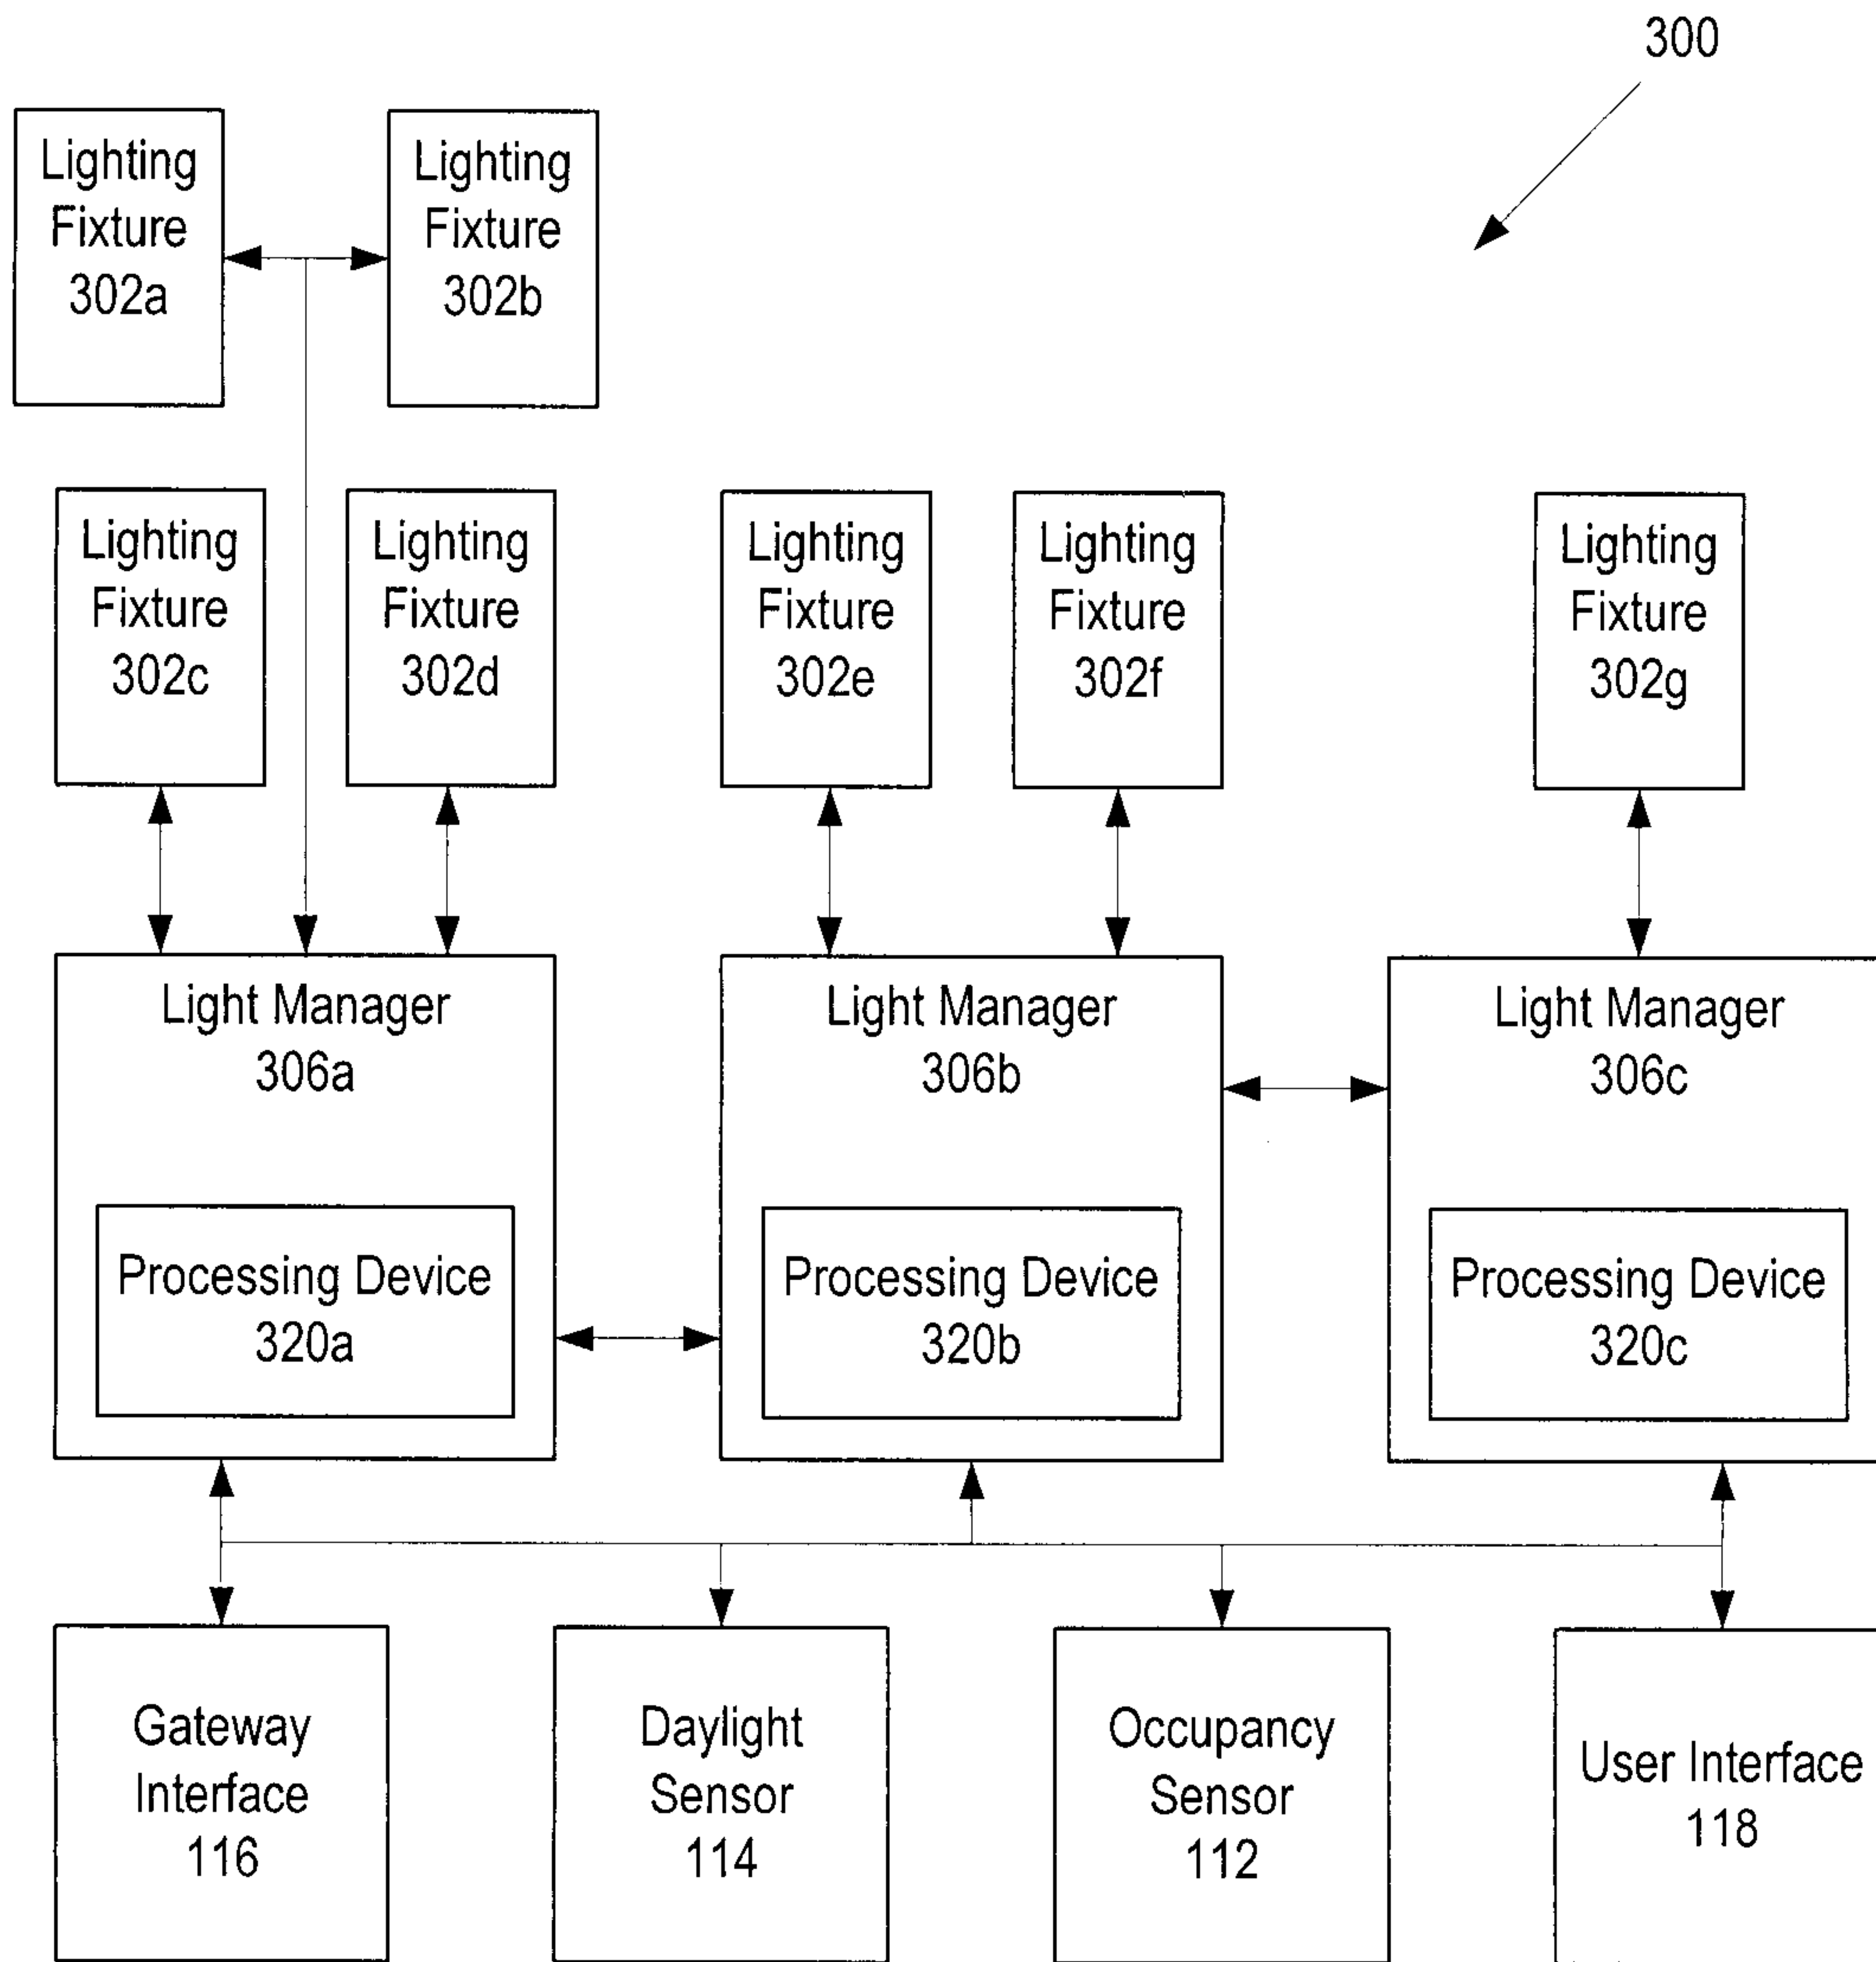 300
Lighting
Fixture
302a
Lighting
Fixture
302b
Lighting
Fixture
302c
Lighting
Fixture
302d
Lighting
Fixture
302e
Lighting
Fixture
302f
Lighting
Fixture
302g
Light Manager
306a
Processing Device
320a
Light Manager
306b
Processing Device
320b
Light Manager
306c
Processing Device
320c
Gateway
Interface
116
Daylight
Sensor
114
Occupancy
Sensor
112
User Interface
118